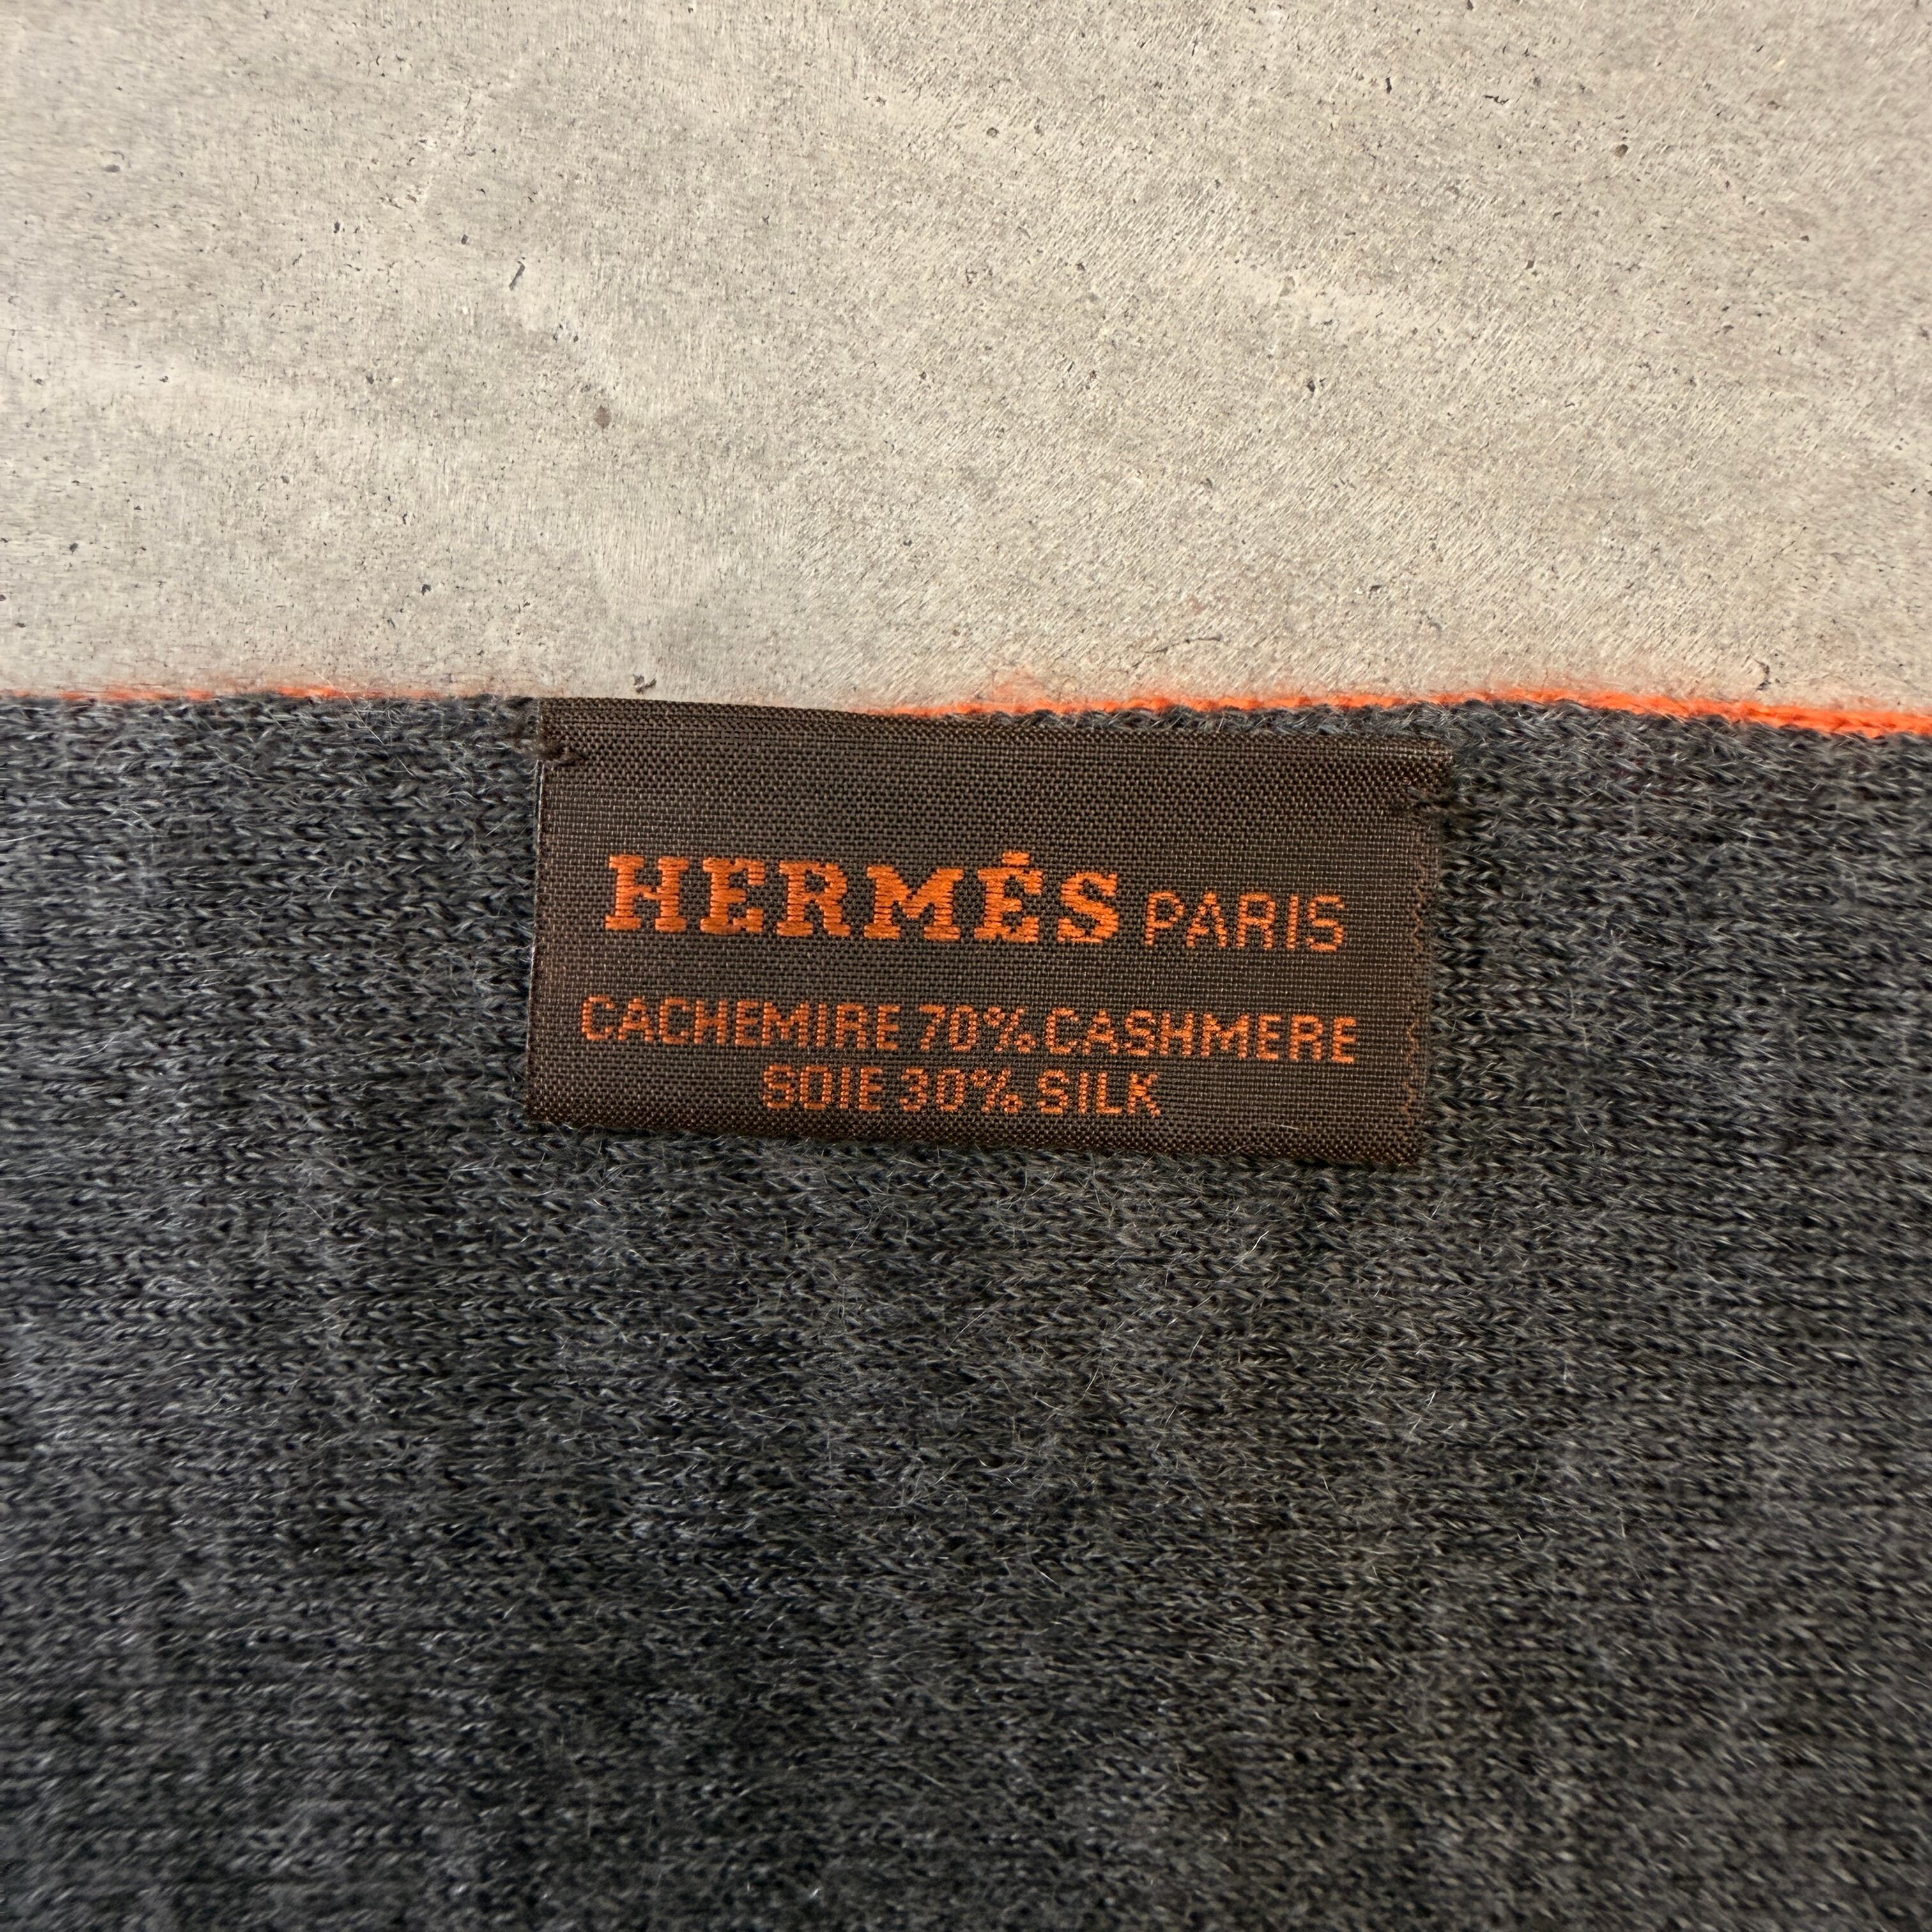 HERMÈS PARIS
CACHEMIRE 70% CASHMERE
SOIE 30% SILK